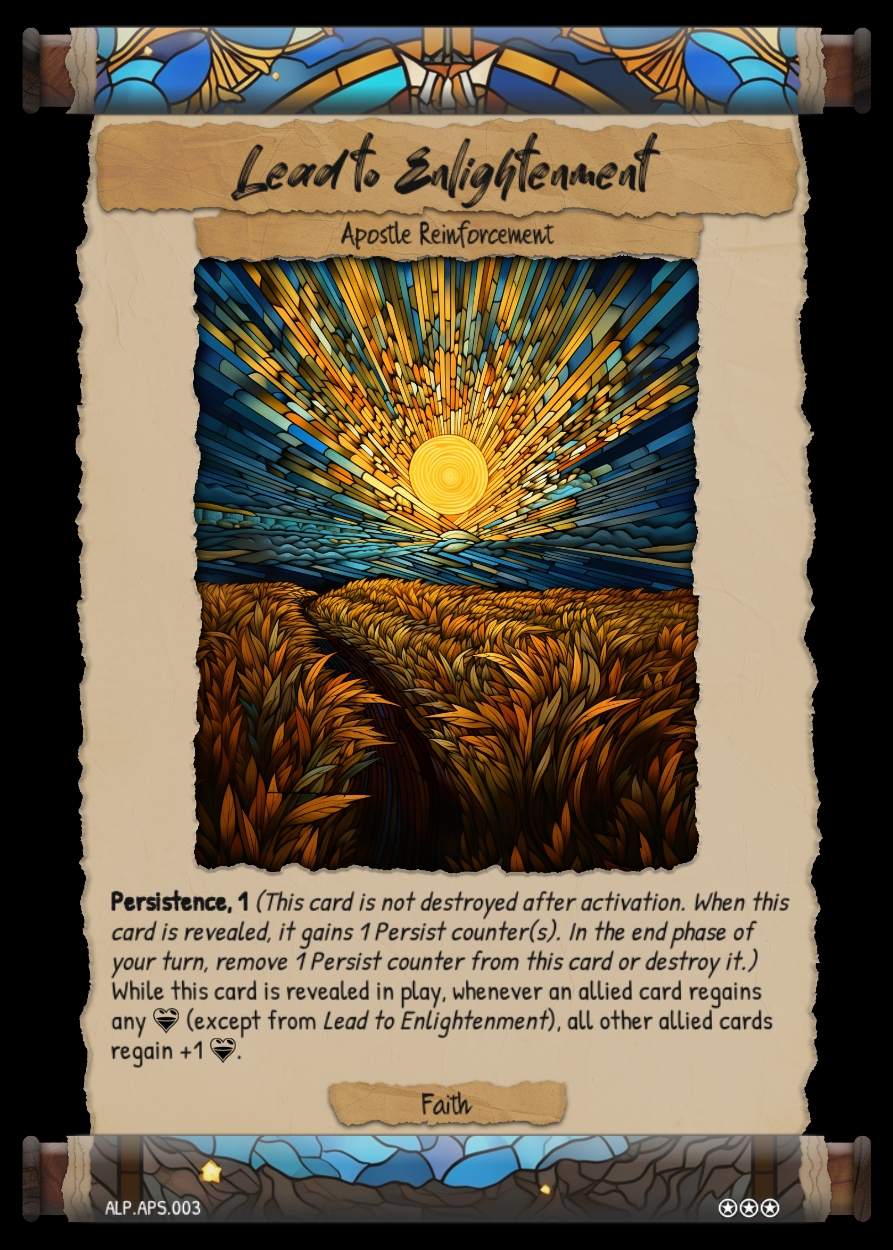 Lead to Enlightenment
Apostle Reinforcement
Persistence, 1 (This card is not destroyed after activation. When this
card is revealed, it gains 1 Persist counter(s). In the end phase of
your turn, remove 1 Persist counter from this card or destroy it.)
While this card is revealed in play, whenever an allied card regains
any (except from Lead to Enlightenment), all other allied cards
regain +1 .
Faith
ALP.APS.003